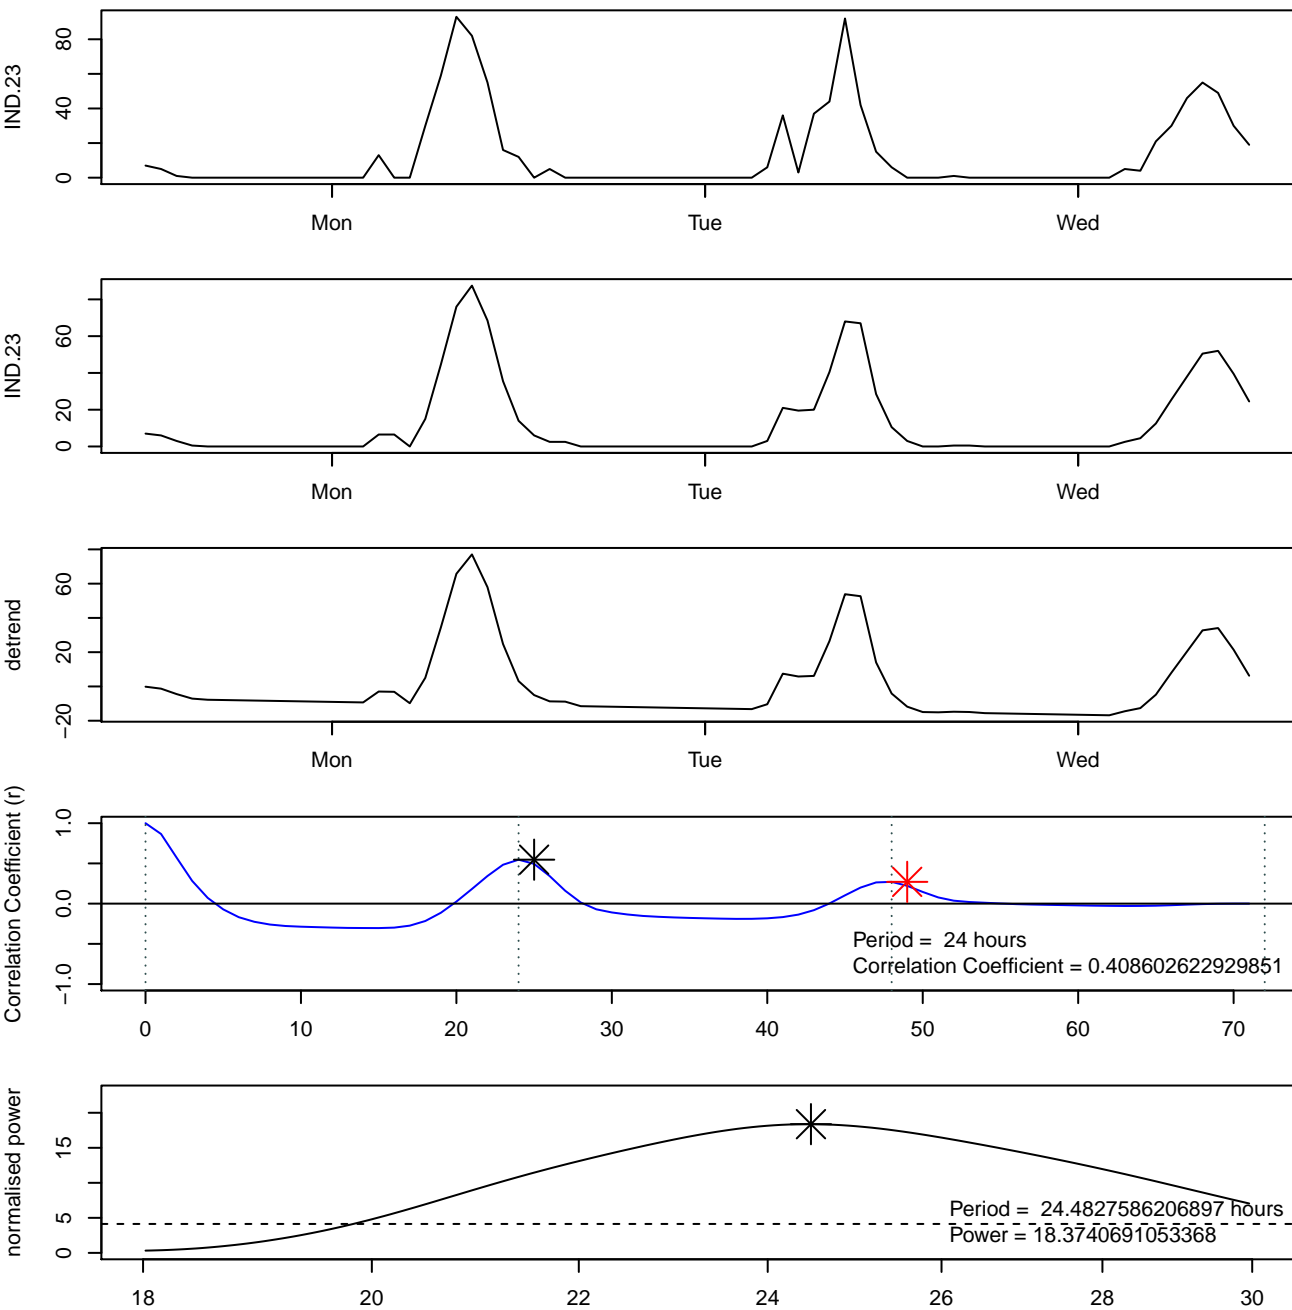 IND.23
0 40 80
Mon Tue Wed
IND.23
0 20 60
Mon Tue Wed
detrend
−20 20 60
Mon Tue Wed
Correlation Coefficient (r)
−1.0 0.0 1.0
Period = 24 hours
Correlation Coefficient = 0.408602622929851
0 10 20 30 40 50 60 70
normalised power
0 5 15
Period = 24.4827586206897 hours
Power = 18.3740691053368
18 20 22 24 26 28 30